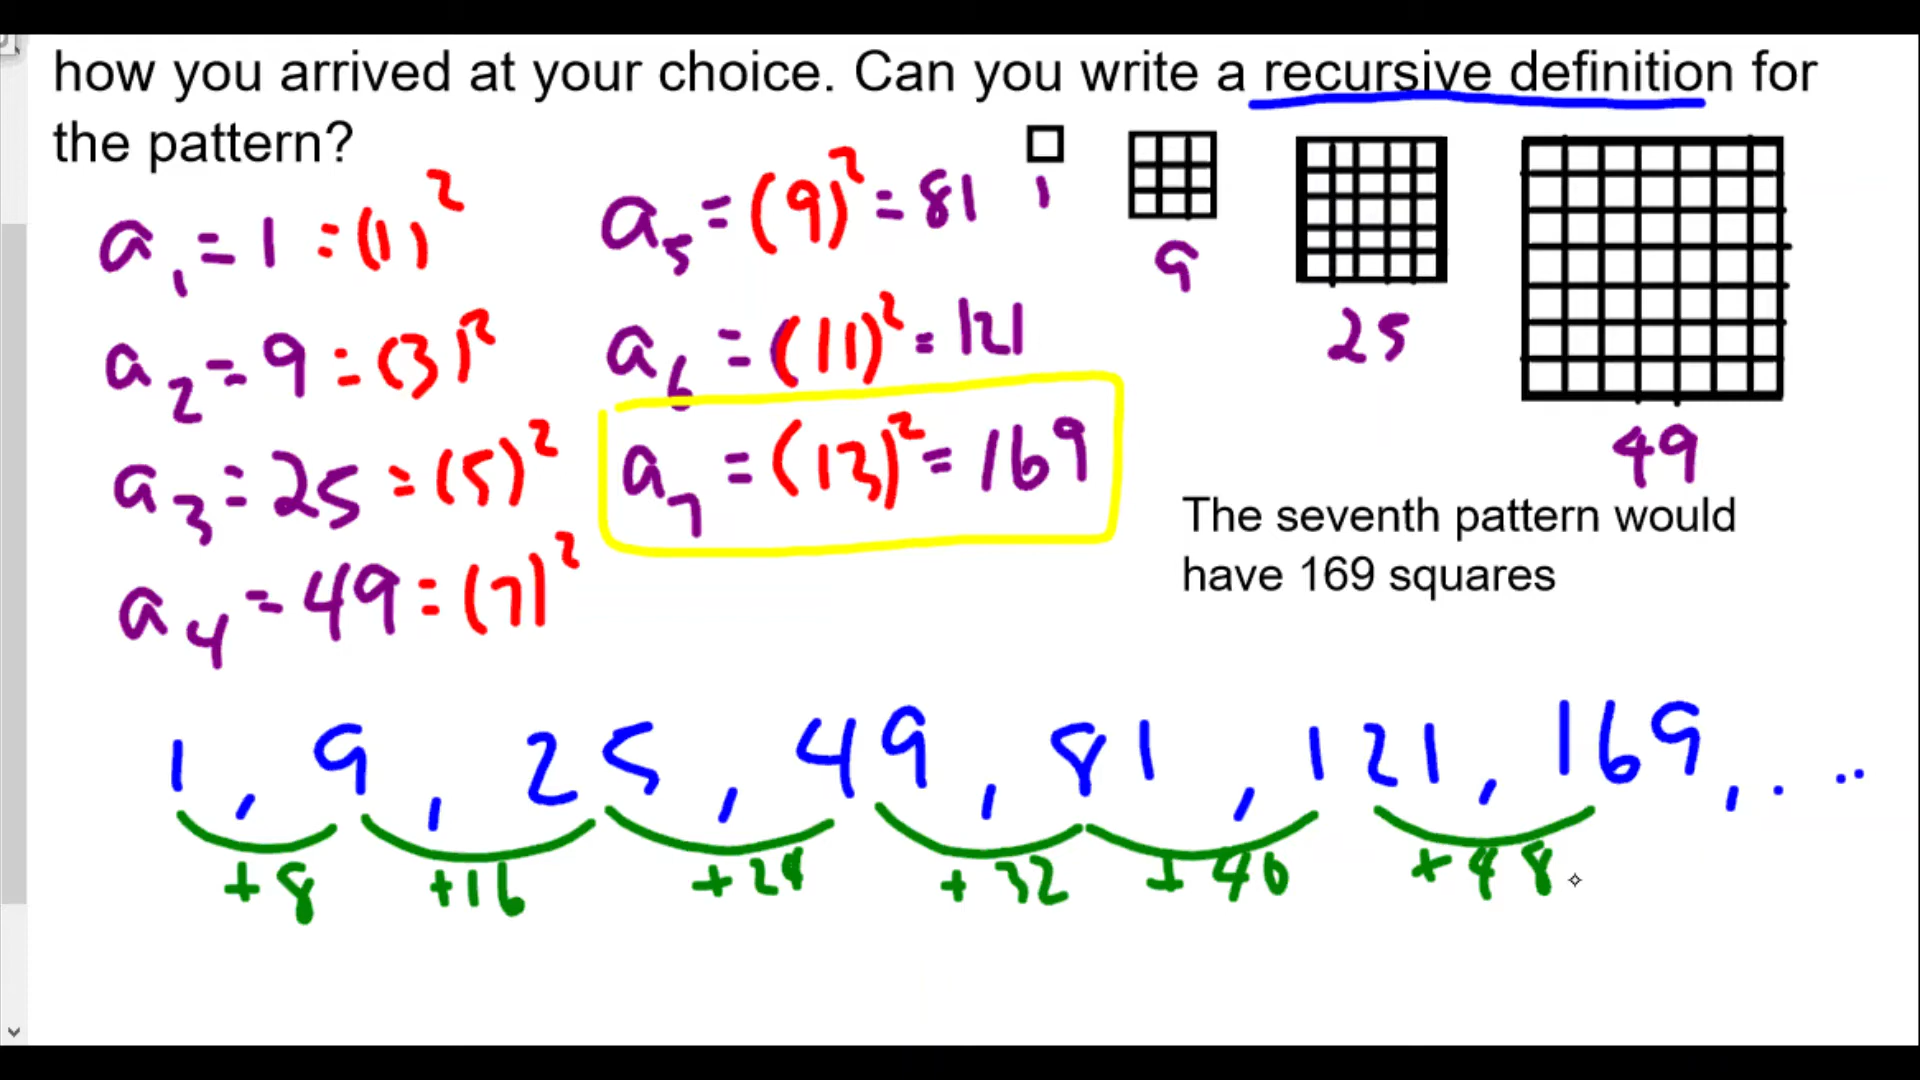 how you arrived at your choice. Can you write a recursive definition for
the pattern?
a₁ = 1 = (1)²
a₂ = 9 = (3)²
a₃ = 25 = (5)²
a₄ = 49 = (7)²
a₅ = (9)² = 81
a₆ = (11)² = 121
a₇ = (13)² = 169
1
9
25
49
The seventh pattern would
have 169 squares
1, 9, 25, 49, 81, 121, 169, ...
+8 +16 +24 +32 +40 +48